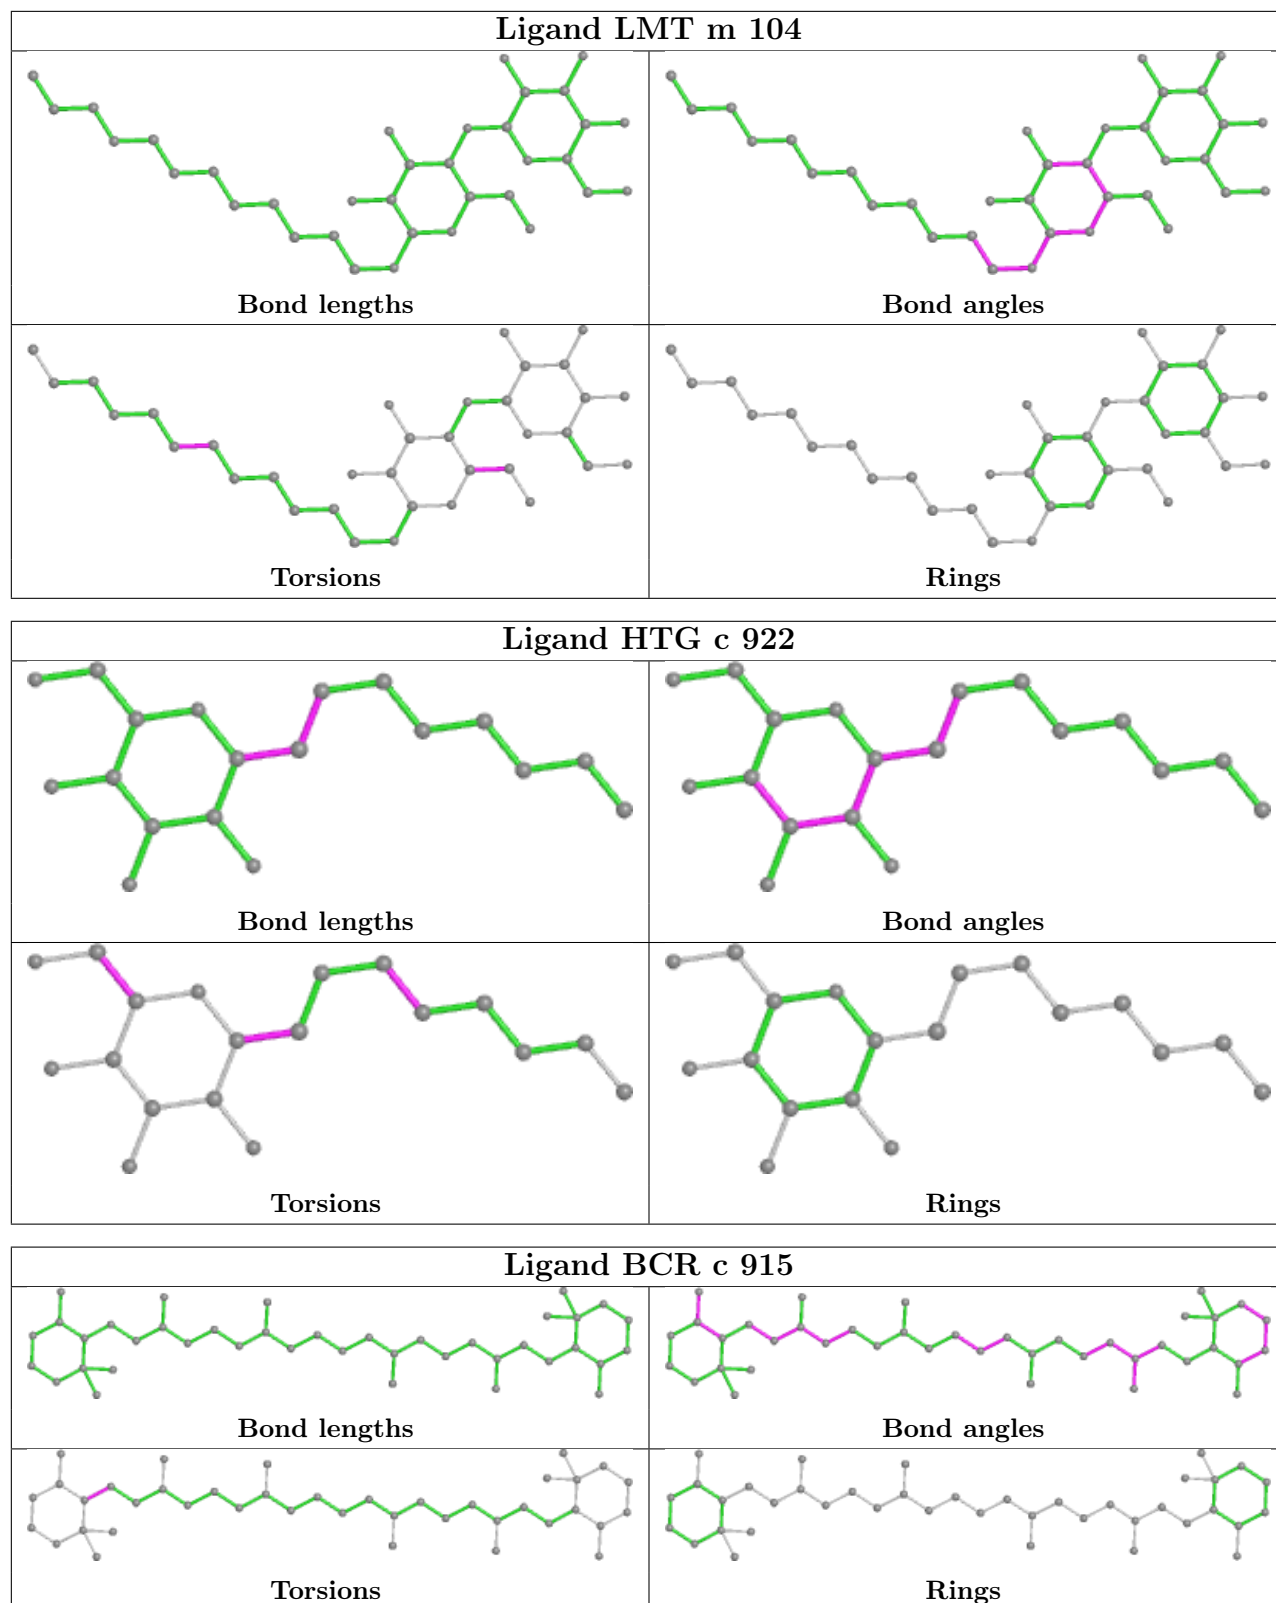 Ligand LMT m 104
Bond lengths
Bond angles
Torsions
Rings
Ligand HTG c 922
Bond lengths
Bond angles
Torsions
Rings
Ligand BCR c 915
Bond lengths
Bond angles
Torsions
Rings